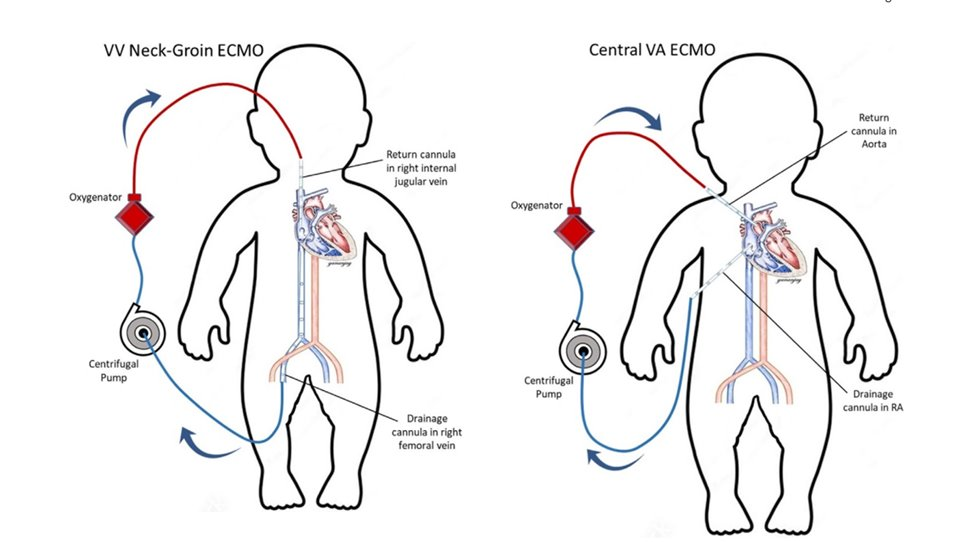 VV Neck-Groin ECMO
Return cannula
in right internal
jugular vein
Oxygenator
Centrifugal
Pump
Drainage
cannula in right
femoral vein
Central VA ECMO
Return
cannula in
Aorta
Oxygenator
Centrifugal
Pump
Drainage
cannula in RA